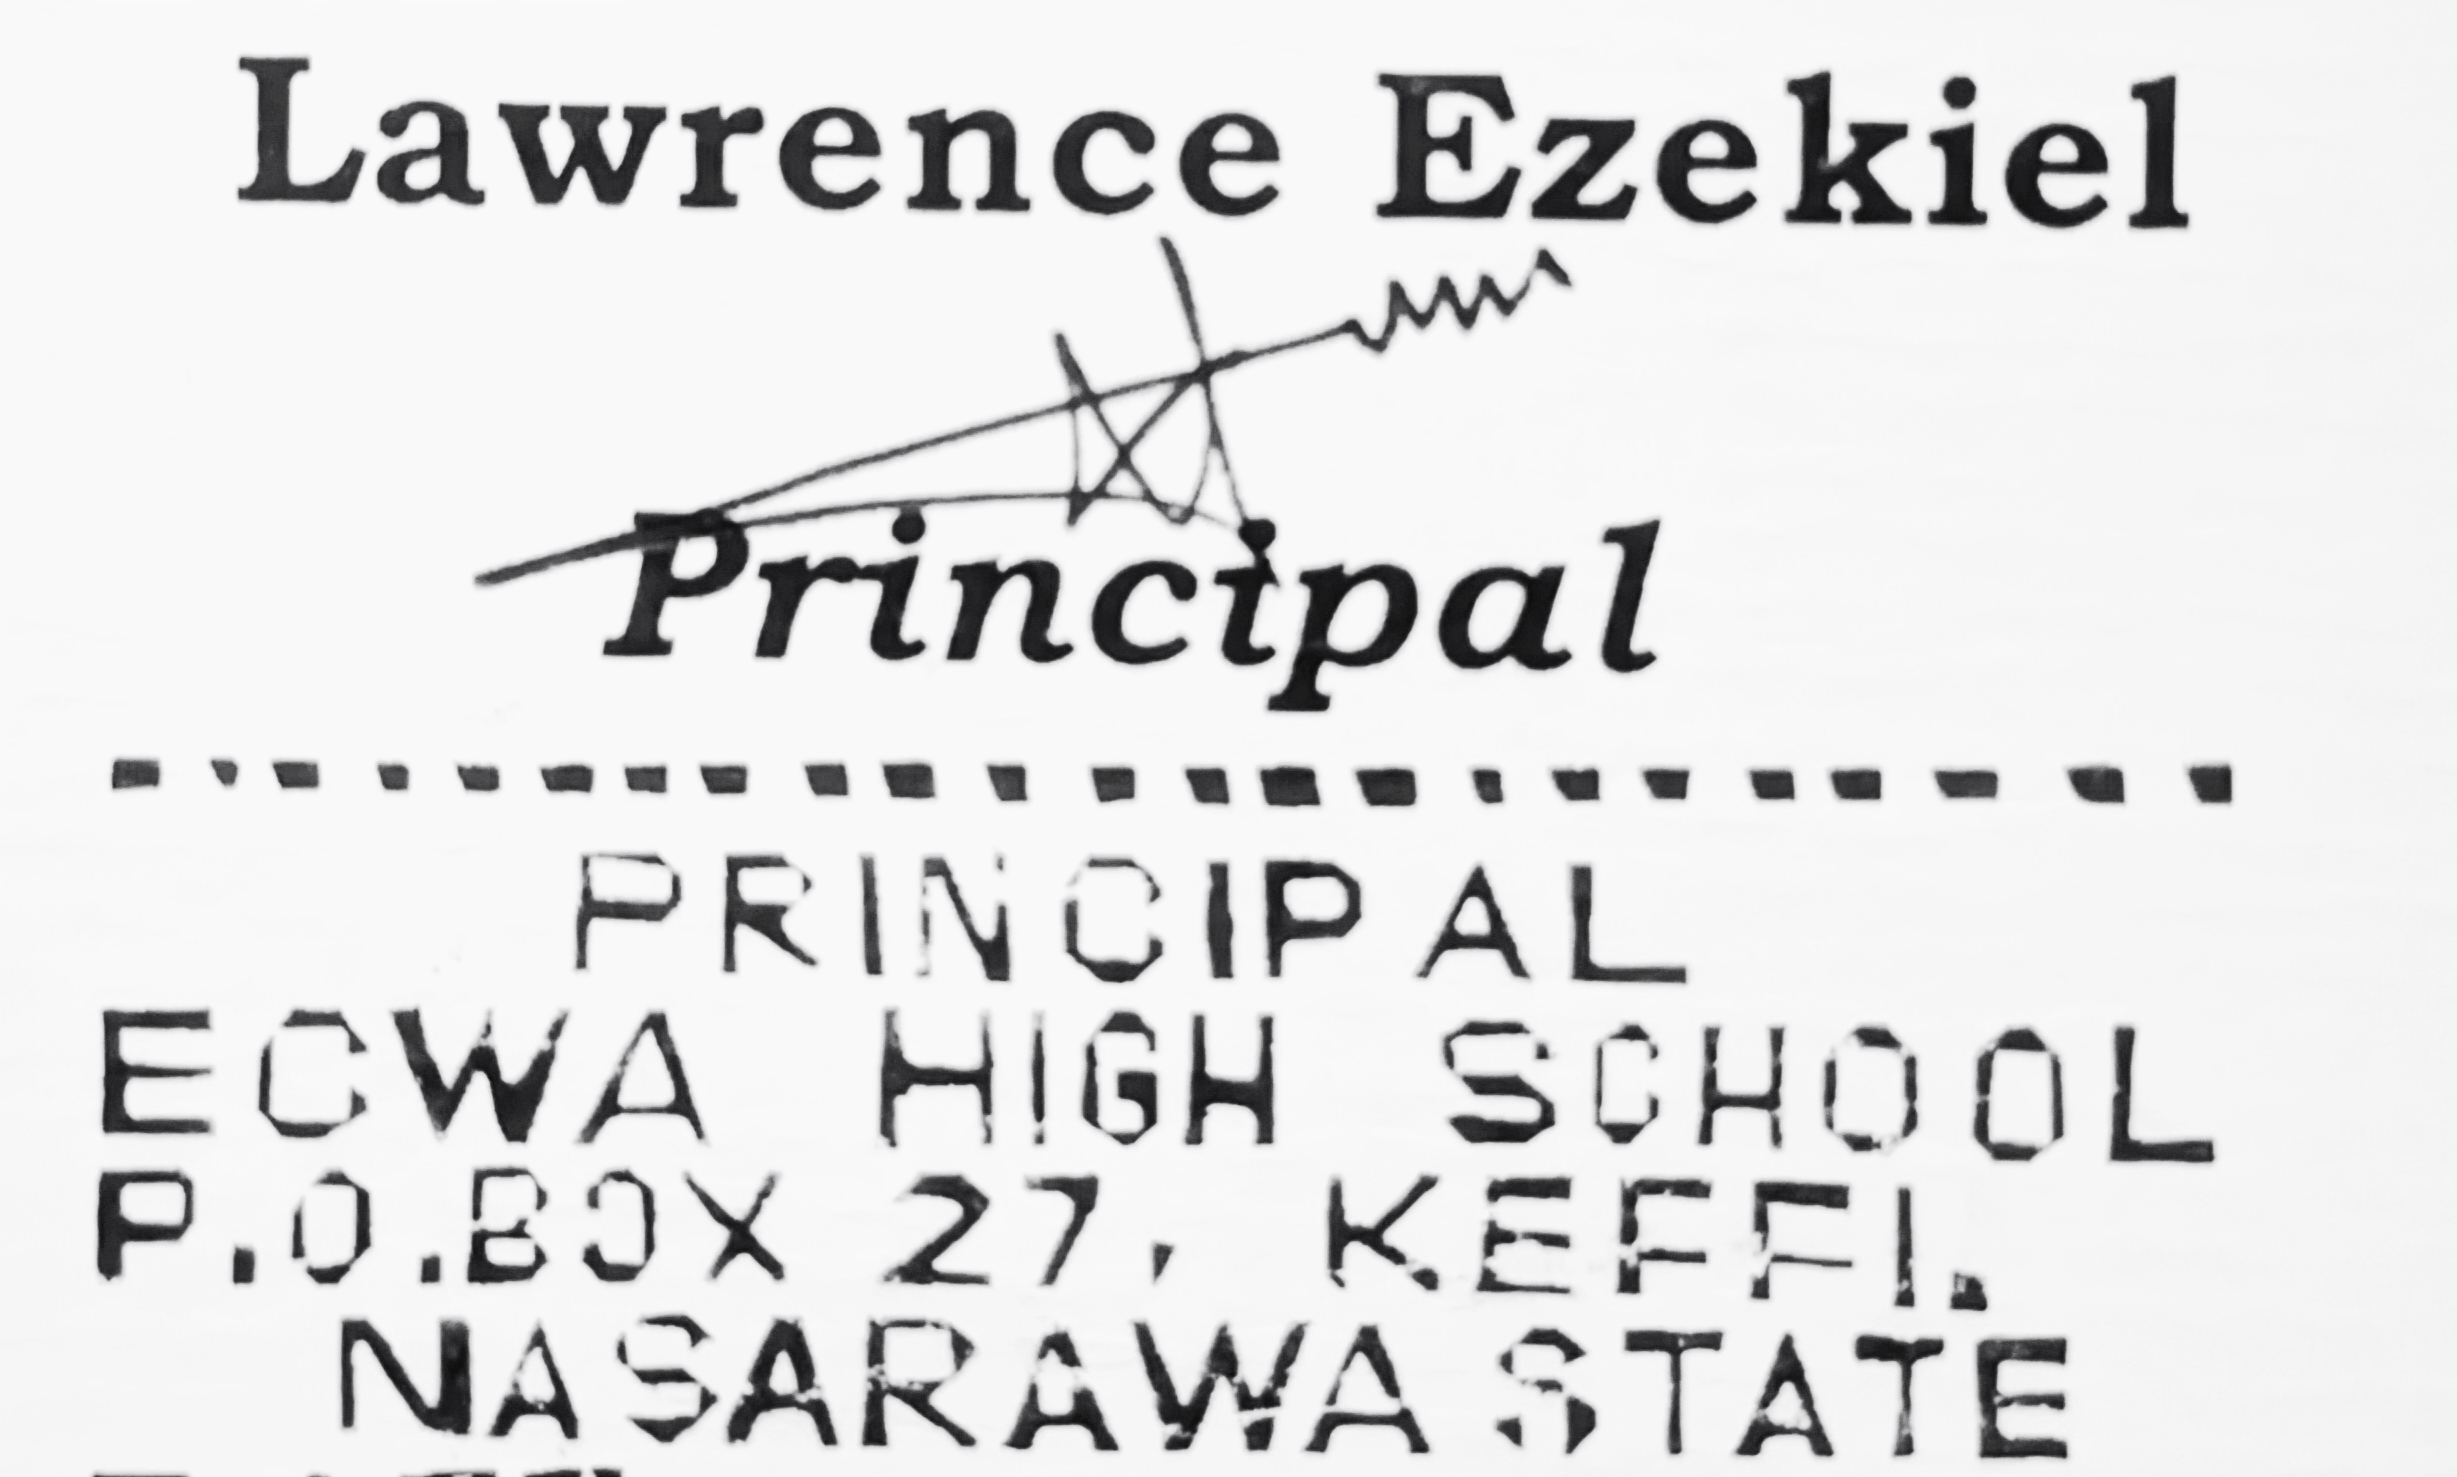 Lawrence Ezekiel
Principal
PRINCIPAL
ECWA HIGH SCHOOL
P.O.BOX 27, KEFFI.
NASARAWA STATE